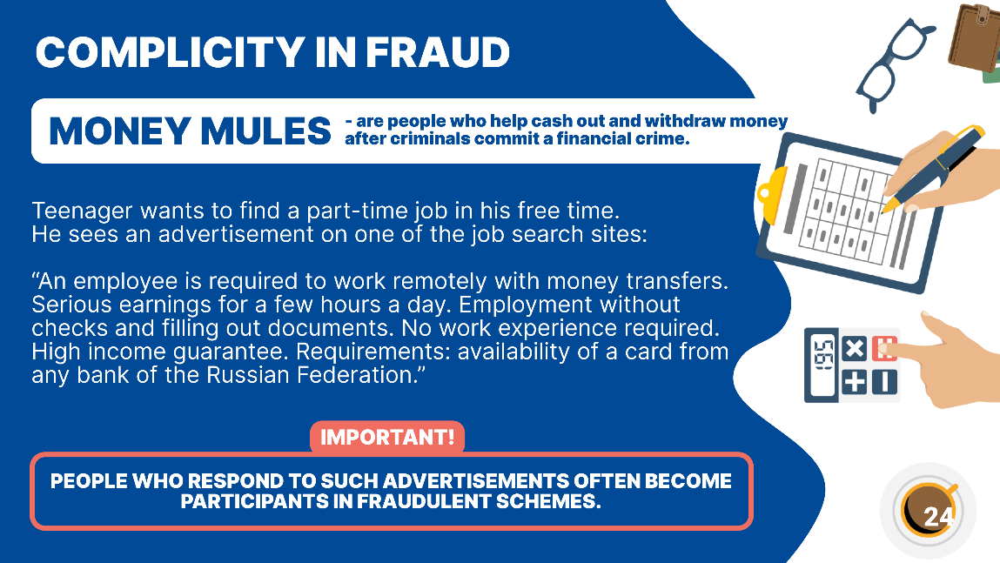 COMPLICITY IN FRAUD
MONEY MULES
- are people who help cash out and withdraw money
after criminals commit a financial crime.
Teenager wants to find a part-time job in his free time.
He sees an advertisement on one of the job search sites:
“An employee is required to work remotely with money transfers.
Serious earnings for a few hours a day. Employment without
checks and filling out documents. No work experience required.
High income guarantee. Requirements: availability of a card from
any bank of the Russian Federation.”
IMPORTANT!
PEOPLE WHO RESPOND TO SUCH ADVERTISEMENTS OFTEN BECOME
PARTICIPANTS IN FRAUDULENT SCHEMES.
195
24